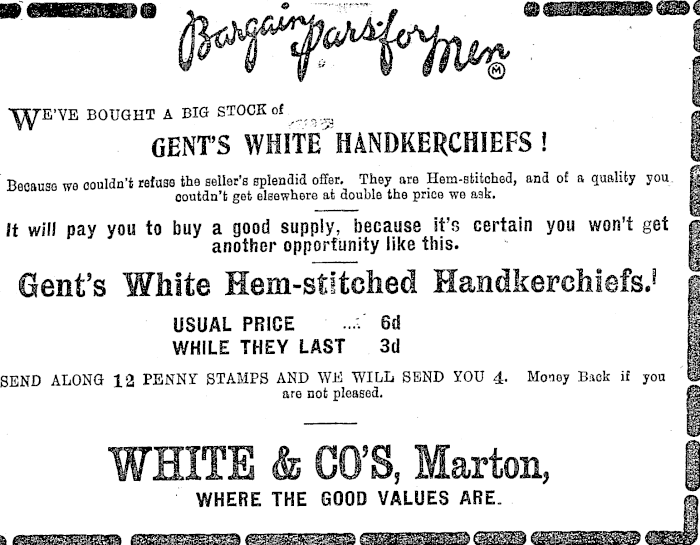 Bargain Pars for Men
M
WE'VE BOUGHT A BIG STOCK of
GENT'S WHITE HANDKERCHIEFS !
Because we couldn't refuse the seller's splendid offer. They are Hem-stitched, and of a quality you
coutdn't get elsewhere at double the price we ask.
It will pay you to buy a good supply, because it's certain you won't get
another opportunity like this.
Gent's White Hem-stitched Handkerchiefs.!
USUAL PRICE ... 6d
WHILE THEY LAST 3d
SEND ALONG 12 PENNY STAMPS AND WE WILL SEND YOU 4. Money Back if you
are not pleased.
WHITE & CO'S, Marton,
WHERE THE GOOD VALUES ARE.